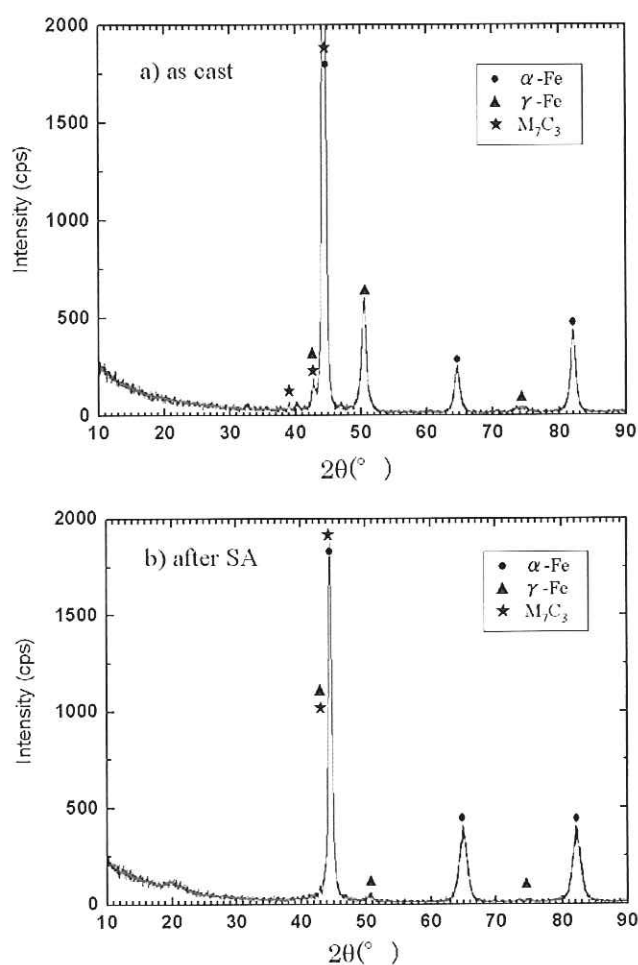 a) as cast
● α -Fe
▲ γ -Fe
★ M₇C₃
Intensity (cps)
2000
1500
1000
500
0
10 20 30 40 50 60 70 80 90
2θ(° )
b) after SA
● α -Fe
▲ γ -Fe
★ M₇C₃
Intensity (cps)
2000
1500
1000
500
0
10 20 30 40 50 60 70 80 90
2θ(° )